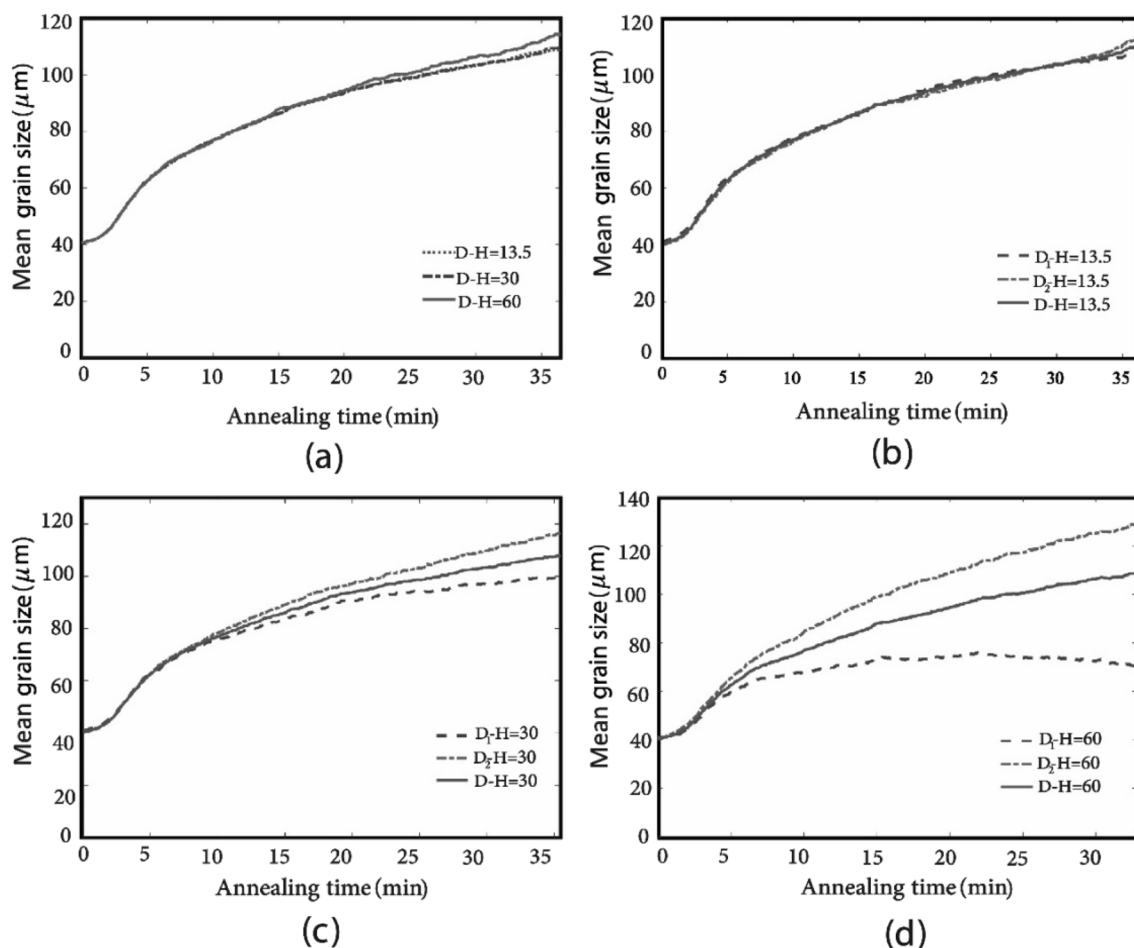 Mean grain size (μm)
120
100
80
60
40
20
0
D-H=13.5
D-H=30
D-H=60
0 5 10 15 20 25 30 35
Annealing time (min)
(a)
Mean grain size (μm)
120
100
80
60
40
20
0
D₁-H=13.5
D₂-H=13.5
D-H=13.5
0 5 10 15 20 25 30 35
Annealing time (min)
(b)
Mean grain size (μm)
120
100
80
60
40
20
0
D₁-H=30
D₂-H=30
D-H=30
0 5 10 15 20 25 30 35
Annealing time (min)
(c)
Mean grain size (μm)
140
120
100
80
60
40
20
0
D₁-H=60
D₂-H=60
D-H=60
0 5 10 15 20 25 30
Annealing time (min)
(d)